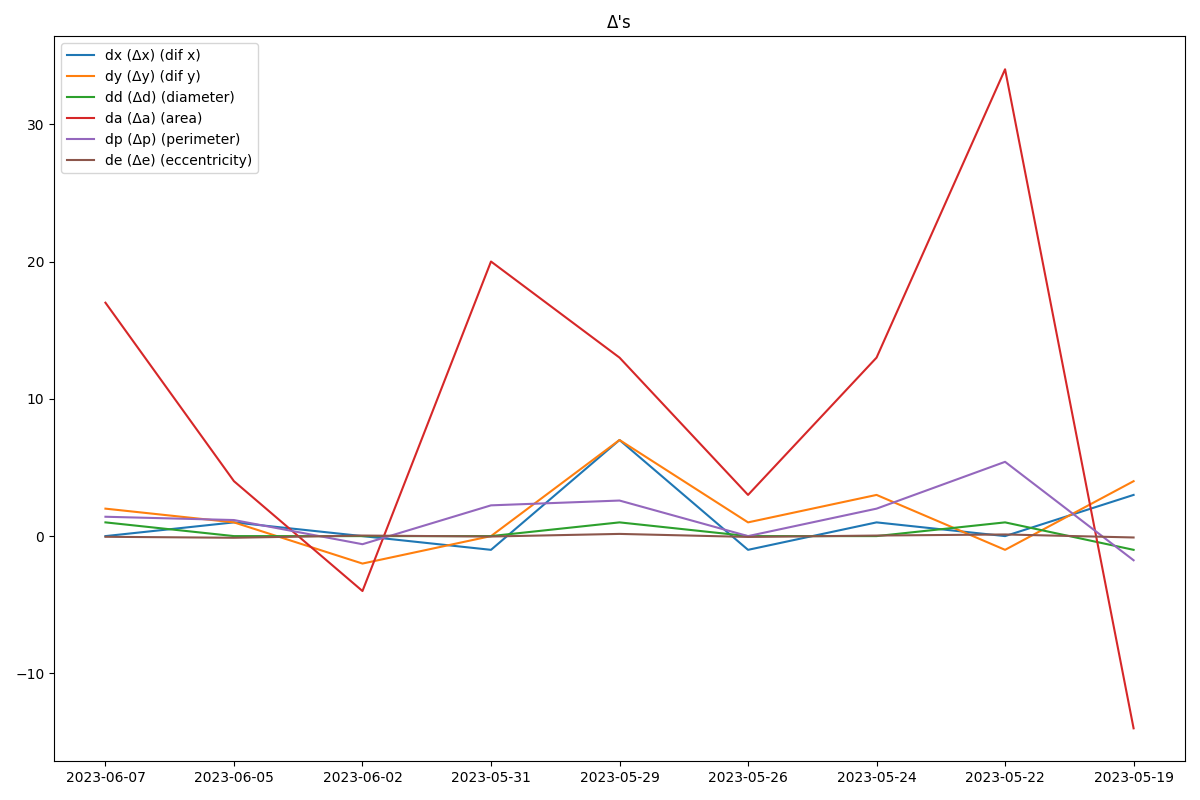 Δ's
dx (Δx) (dif x)
dy (Δy) (dif y)
dd (Δd) (diameter)
da (Δa) (area)
dp (Δp) (perimeter)
de (Δe) (eccentricity)
30
20
10
0
−10
2023-06-07 2023-06-05 2023-06-02 2023-05-31 2023-05-29 2023-05-26 2023-05-24 2023-05-22 2023-05-19